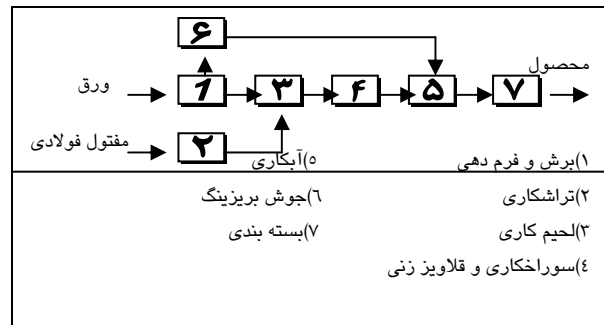 ۶
محصول
ورق
۱ ۳ ۴ ۵ ۷
مفتول فولادی
۲
۱)برش و فرم دهی ۵)آبکاری
۲)تراشکاری ۶)جوش بریزینگ
۳)لحیم کاری ۷)بسته بندی
۴)سوراخکاری و قلاویز زنی